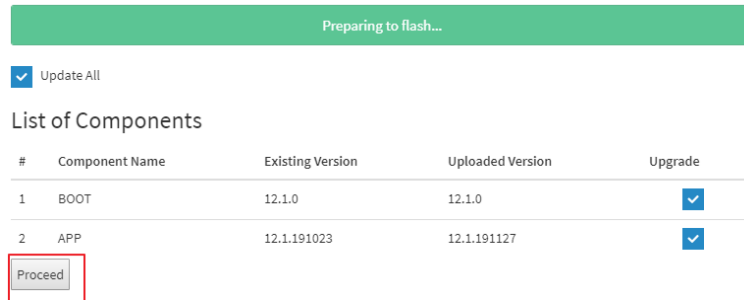 Preparing to flash...
Update All
List of Components
# Component Name Existing Version Uploaded Version Upgrade
1 BOOT 12.1.0 12.1.0
2 APP 12.1.191023 12.1.191127
Proceed